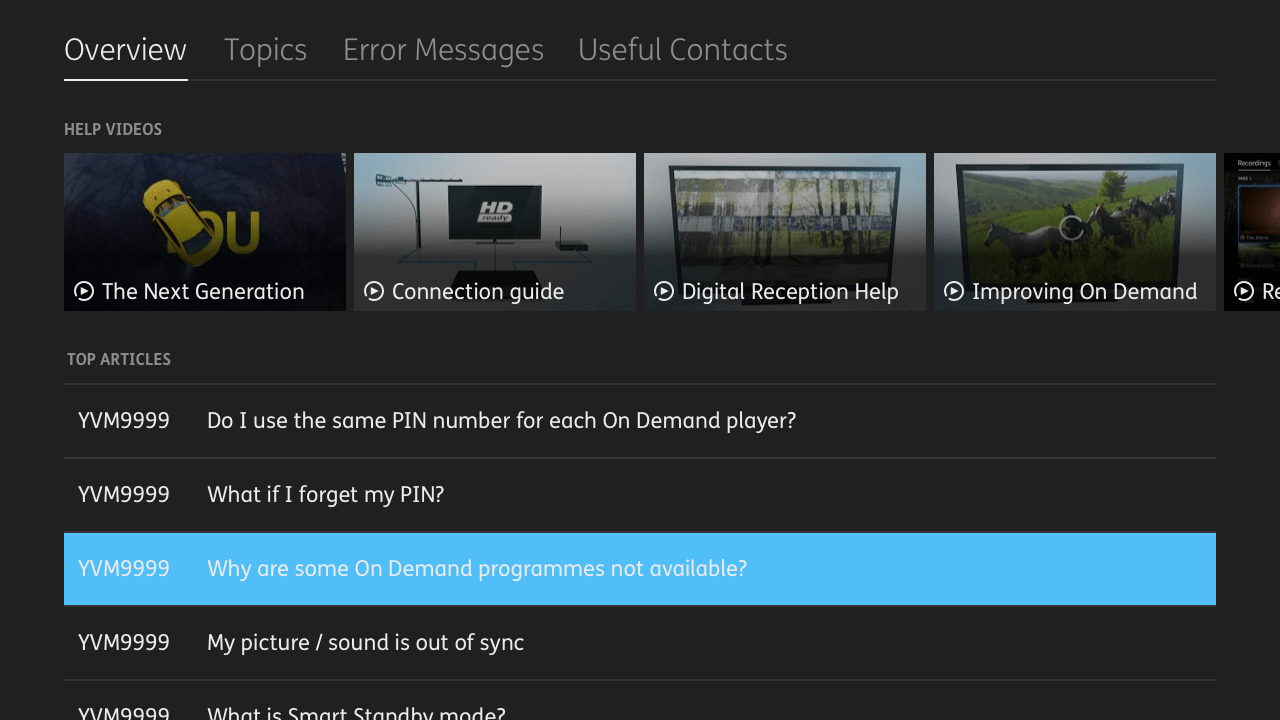 Overview Topics Error Messages Useful Contacts
HELP VIDEOS
YOU
HD
ready
Recordings
The Next Generation
Connection guide
Digital Reception Help
Improving On Demand
Re
TOP ARTICLES
YVM9999 Do I use the same PIN number for each On Demand player?
YVM9999 What if I forget my PIN?
YVM9999 Why are some On Demand programmes not available?
YVM9999 My picture / sound is out of sync
YVM9999 What is Smart Standby mode?